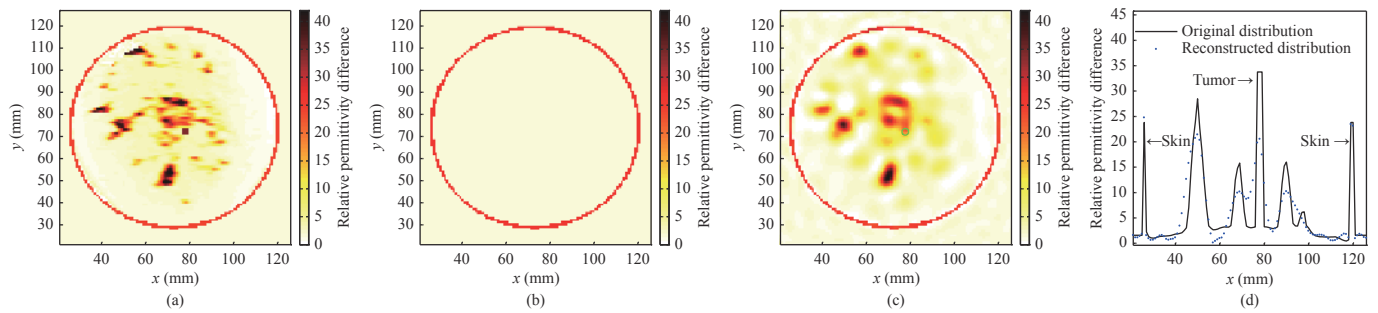 120
110
100
90
80
70
60
50
40
30
y (mm)
40 60 80 100 120
x (mm)
(a)
40
35
30
25
20
15
10
5
0
Relative permittivity difference
120
110
100
90
80
70
60
50
40
30
y (mm)
40 60 80 100 120
x (mm)
(b)
40
35
30
25
20
15
10
5
0
Relative permittivity difference
120
110
100
90
80
70
60
50
40
30
y (mm)
40 60 80 100 120
x (mm)
(c)
40
35
30
25
20
15
10
5
0
Relative permittivity difference
45
40
35
30
25
20
15
10
5
0
Relative permittivity difference
Original distribution
Reconstructed distribution
Tumor→
←Skin
Skin→
40 60 80 100 120
x (mm)
(d)